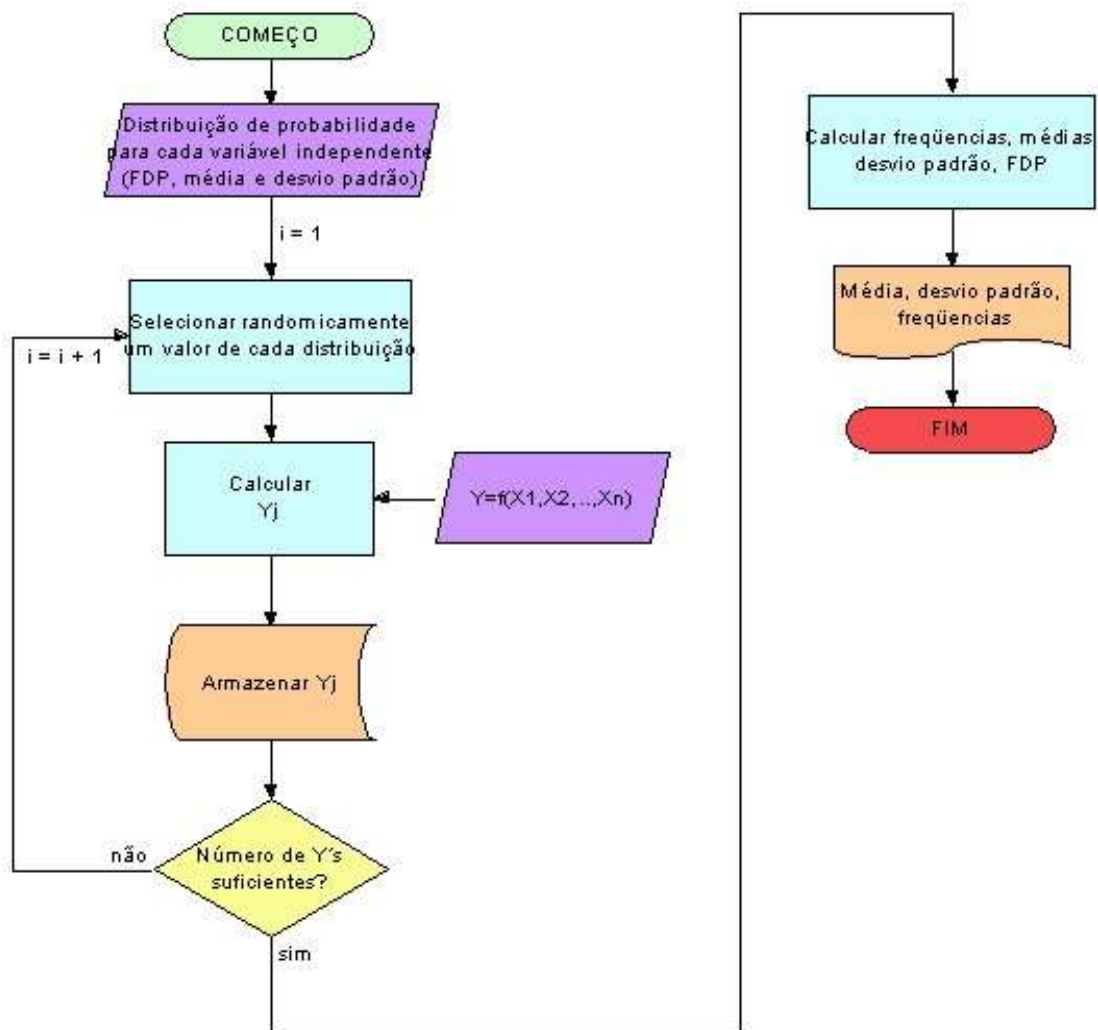 COMEÇO
Distribuição de probabilidade
para cada variável independente
(FDP, média e desvio padrão)
i = 1
Selecionar randomicamente
um valor de cada distribuição
i = i + 1
Calcular
Yj
Y=f(X1,X2,..,Xn)
Armazenar Yj
Número de Y's
suficientes?
não
sim
Calcular freqüencias, médias
desvio padrão, FDP
Média, desvio padrão,
freqüencias
FIM